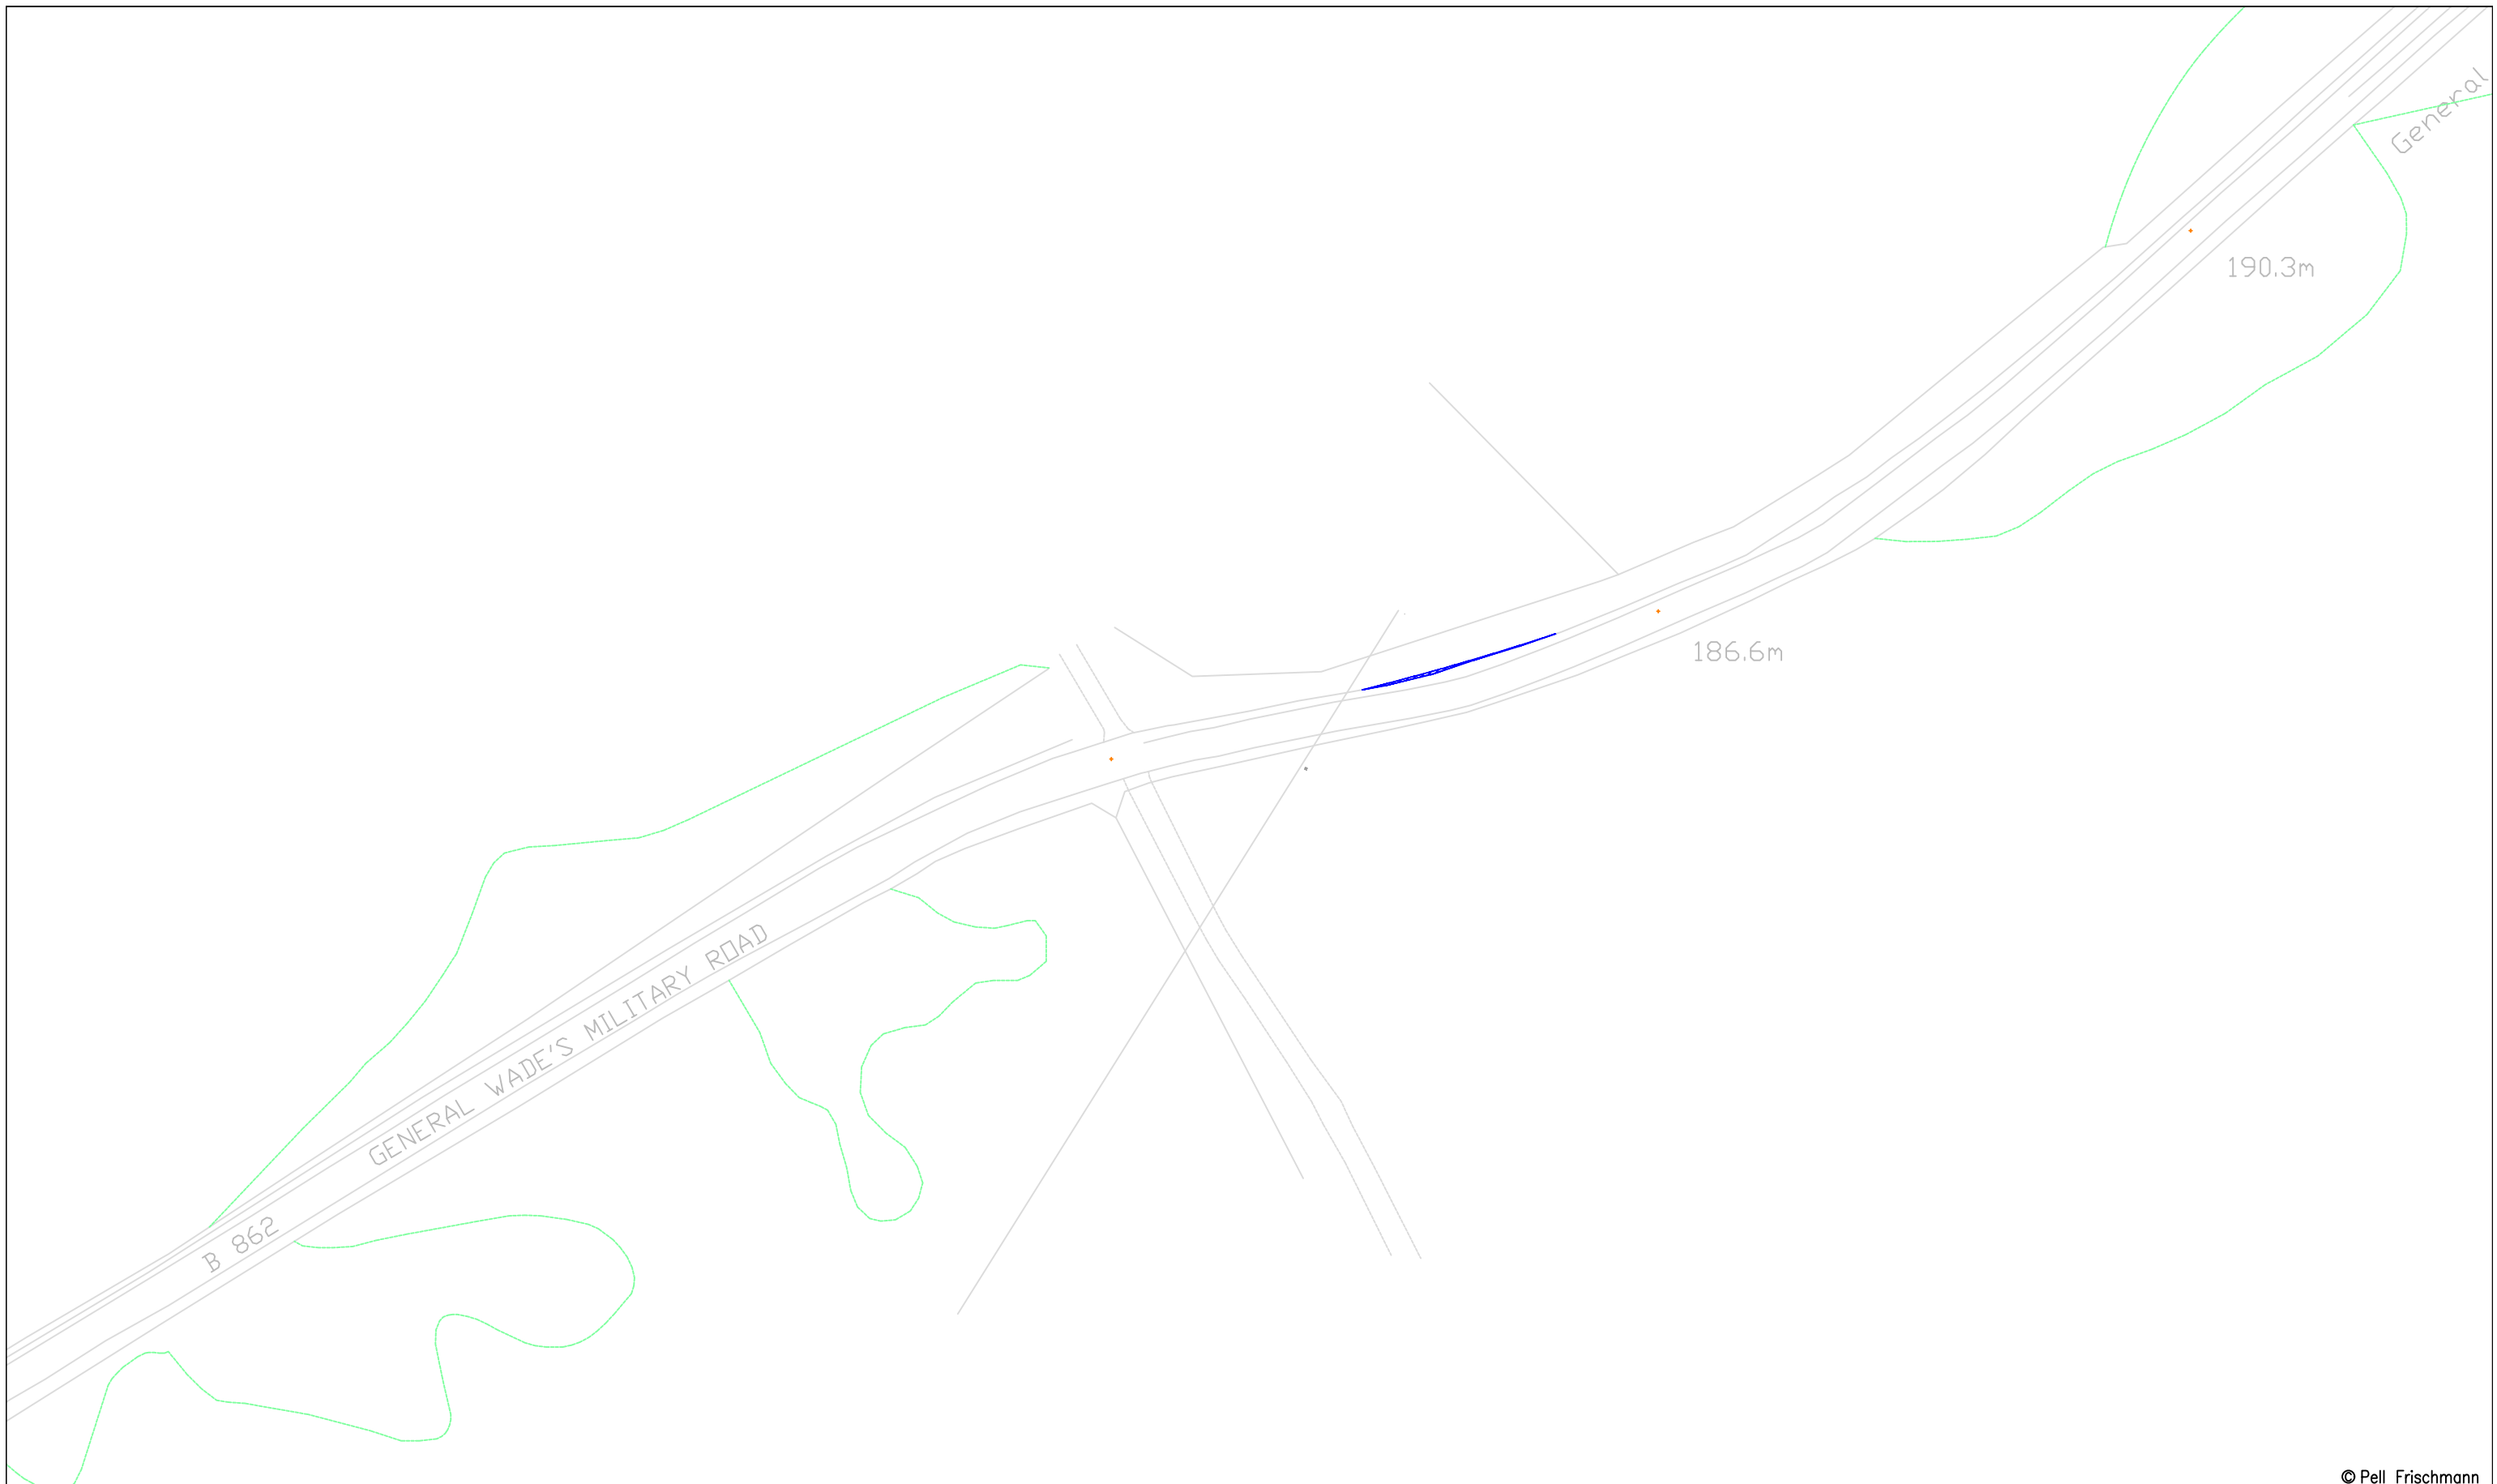 General
190.3m
186.6m
GENERAL WADE'S MILITARY ROAD
B 862
© Pell Frischmann